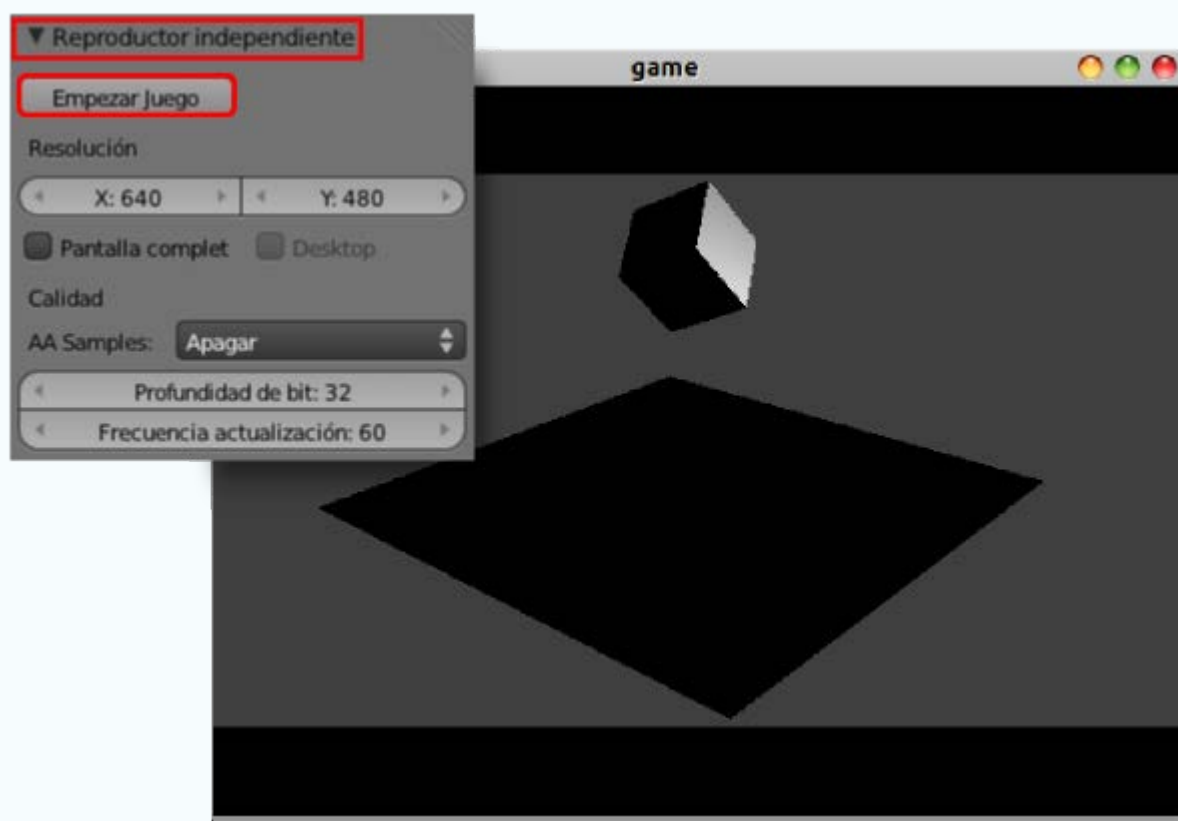 Reproductor independiente
game
Empezar Juego
Resolución
X: 640 Y: 480
Pantalla complet Desktop
Calidad
AA Samples: Apagar
Profundidad de bit: 32
Frecuencia actualización: 60